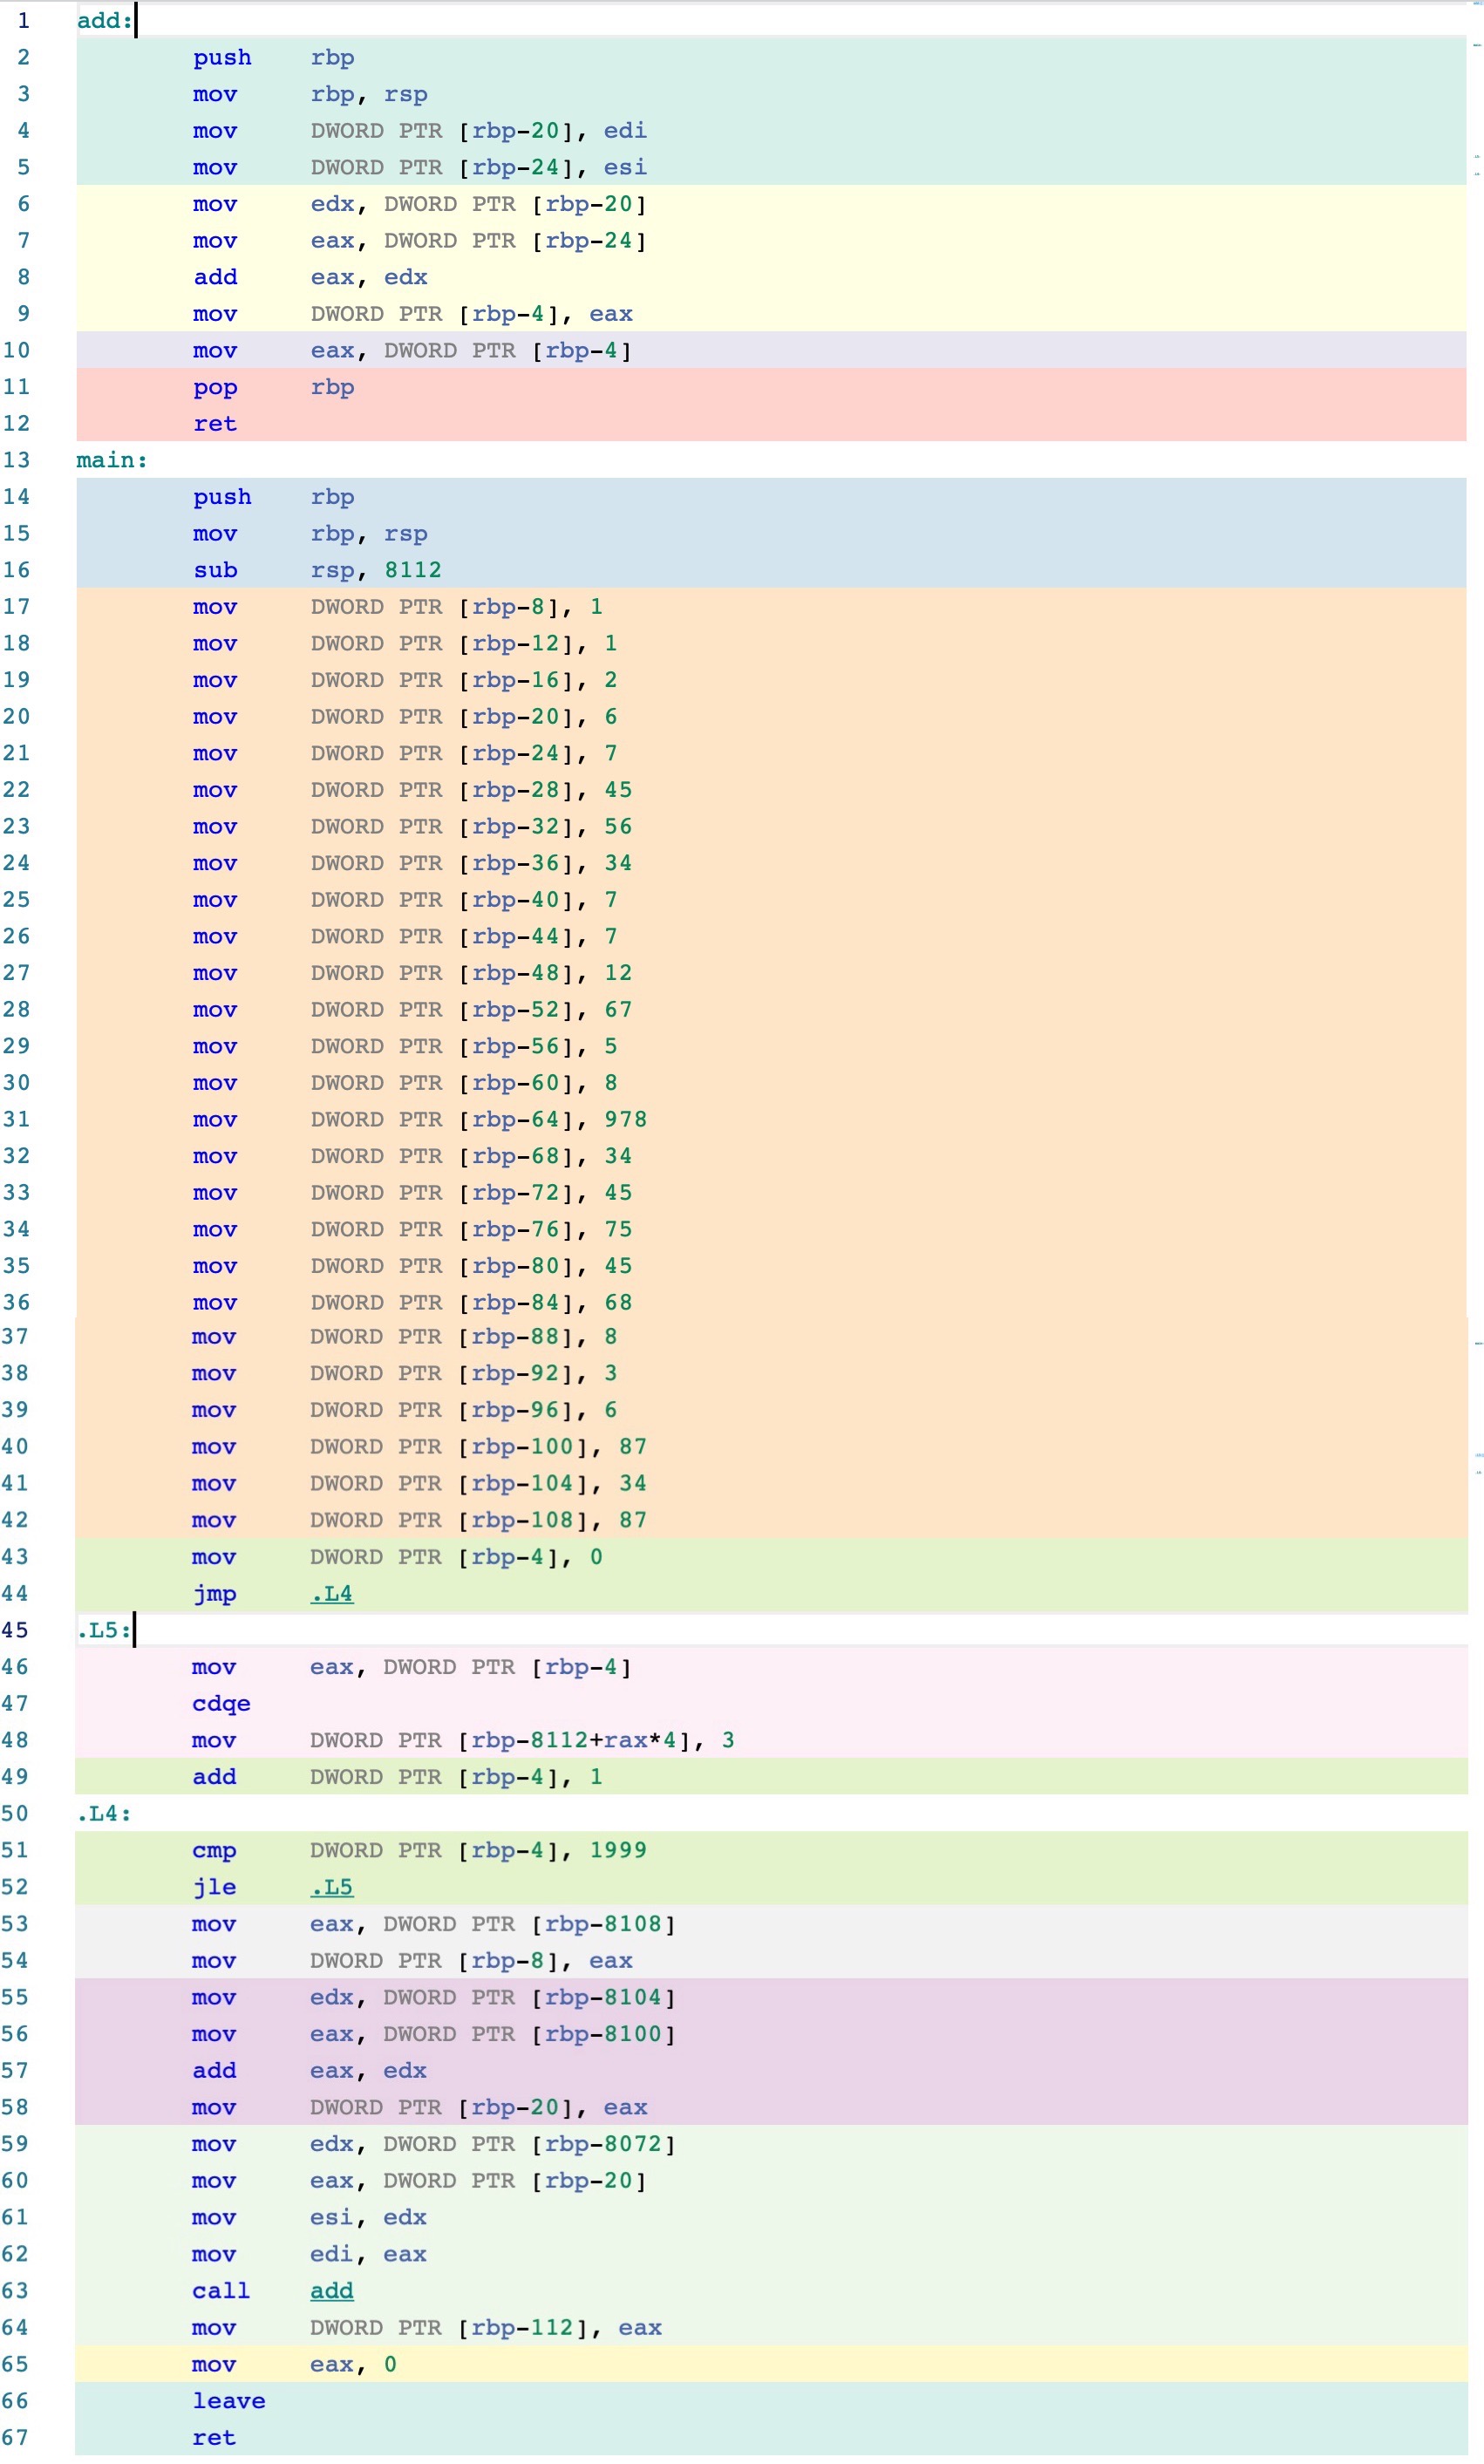 1 add:
2 push rbp
3 mov rbp, rsp
4 mov DWORD PTR [rbp-20], edi
5 mov DWORD PTR [rbp-24], esi
6 mov edx, DWORD PTR [rbp-20]
7 mov eax, DWORD PTR [rbp-24]
8 add eax, edx
9 mov DWORD PTR [rbp-4], eax
10 mov eax, DWORD PTR [rbp-4]
11 pop rbp
12 ret
13 main:
14 push rbp
15 mov rbp, rsp
16 sub rsp, 8112
17 mov DWORD PTR [rbp-8], 1
18 mov DWORD PTR [rbp-12], 1
19 mov DWORD PTR [rbp-16], 2
20 mov DWORD PTR [rbp-20], 6
21 mov DWORD PTR [rbp-24], 7
22 mov DWORD PTR [rbp-28], 45
23 mov DWORD PTR [rbp-32], 56
24 mov DWORD PTR [rbp-36], 34
25 mov DWORD PTR [rbp-40], 7
26 mov DWORD PTR [rbp-44], 7
27 mov DWORD PTR [rbp-48], 12
28 mov DWORD PTR [rbp-52], 67
29 mov DWORD PTR [rbp-56], 5
30 mov DWORD PTR [rbp-60], 8
31 mov DWORD PTR [rbp-64], 978
32 mov DWORD PTR [rbp-68], 34
33 mov DWORD PTR [rbp-72], 45
34 mov DWORD PTR [rbp-76], 75
35 mov DWORD PTR [rbp-80], 45
36 mov DWORD PTR [rbp-84], 68
37 mov DWORD PTR [rbp-88], 8
38 mov DWORD PTR [rbp-92], 3
39 mov DWORD PTR [rbp-96], 6
40 mov DWORD PTR [rbp-100], 87
41 mov DWORD PTR [rbp-104], 34
42 mov DWORD PTR [rbp-108], 87
43 mov DWORD PTR [rbp-4], 0
44 jmp .L4
45 .L5:
46 mov eax, DWORD PTR [rbp-4]
47 cdqe
48 mov DWORD PTR [rbp-8112+rax*4], 3
49 add DWORD PTR [rbp-4], 1
50 .L4:
51 cmp DWORD PTR [rbp-4], 1999
52 jle .L5
53 mov eax, DWORD PTR [rbp-8108]
54 mov DWORD PTR [rbp-8], eax
55 mov edx, DWORD PTR [rbp-8104]
56 mov eax, DWORD PTR [rbp-8100]
57 add eax, edx
58 mov DWORD PTR [rbp-20], eax
59 mov edx, DWORD PTR [rbp-8072]
60 mov eax, DWORD PTR [rbp-20]
61 mov esi, edx
62 mov edi, eax
63 call add
64 mov DWORD PTR [rbp-112], eax
65 mov eax, 0
66 leave
67 ret